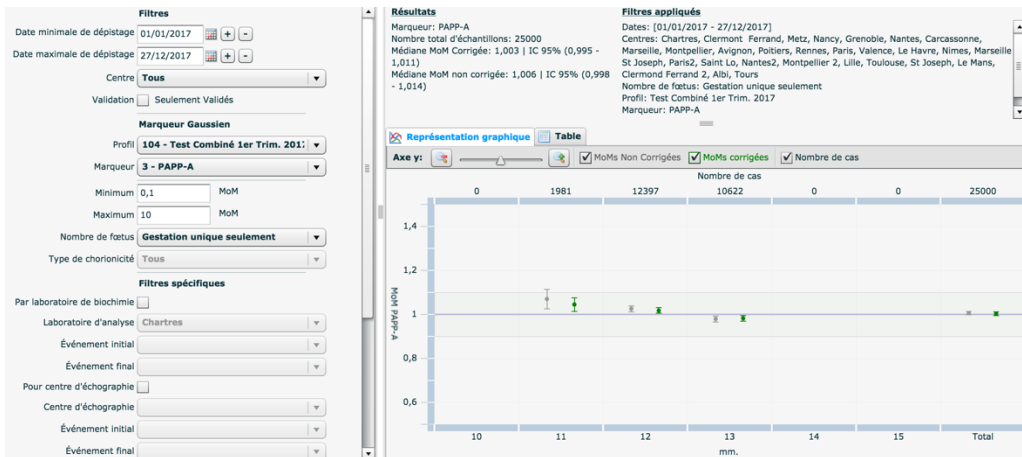 Filtres
Date minimale de dépistage 01/01/2017 + -
Date maximale de dépistage 27/12/2017 + -
Centre Tous
Validation Seulement Validés
Marqueur Gaussien
Profil 104 - Test Combiné 1er Trim. 201
Marqueur 3 - PAPP-A
Minimum 0,1 MoM
Maximum 10 MoM
Nombre de fœtus Gestation unique seulement
Type de chorionicité Tous
Filtres spécifiques
Par laboratoire de biochimie
Laboratoire d'analyse Chartres
Événement initial
Événement final
Pour centre d'échographie
Centre d'échographie
Événement initial
Événement final
Résultats
Marqueur: PAPP-A
Nombre total d'échantillons: 25000
Médiane MoM Corrigée: 1,003 | IC 95% (0,995 -
1,011)
Médiane MoM non corrigée: 1,006 | IC 95% (0,998
- 1,014)
Filtres appliqués
Dates: [01/01/2017 - 27/12/2017]
Centres: Chartres, Clermont Ferrand, Metz, Nancy, Grenoble, Nantes, Carcassonne,
Marseille, Montpellier, Avignon, Poitiers, Rennes, Paris, Valence, Le Havre, Nimes, Marseille
St Joseph, Paris2, Saint Lo, Nantes2, Montpellier 2, Lille, Toulouse, St Joseph, Le Mans,
Clermond Ferrand 2, Albi, Tours
Nombre de fœtus: Gestation unique seulement
Profil: Test Combiné 1er Trim. 2017
Marqueur: PAPP-A
Représentation graphique Table
Axe y: MoMs Non Corrigées MoMs corrigées Nombre de cas
Nombre de cas
0 1981 12397 10622 0 0 25000
1,4
1,2
1
0,8
0,6
MoM PAPP-A
10 11 12 13 14 15 Total
mm.